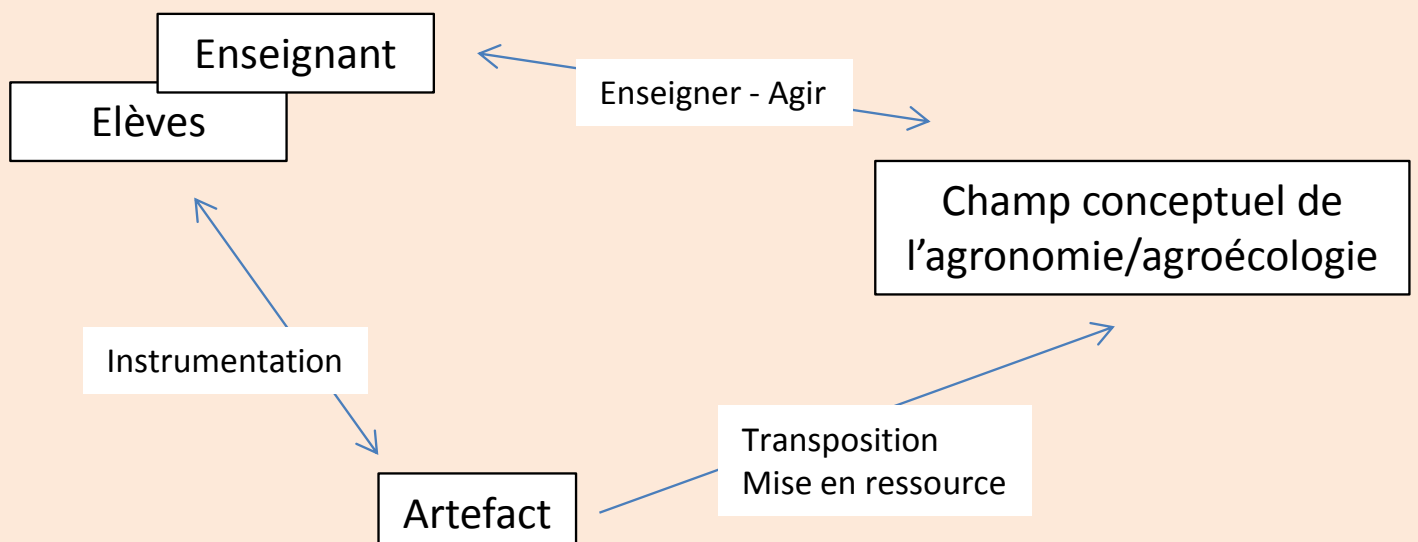 Enseignant
Elèves
Enseigner - Agir
Champ conceptuel de
l'agronomie/agroécologie
Instrumentation
Transposition
Mise en ressource
Artefact